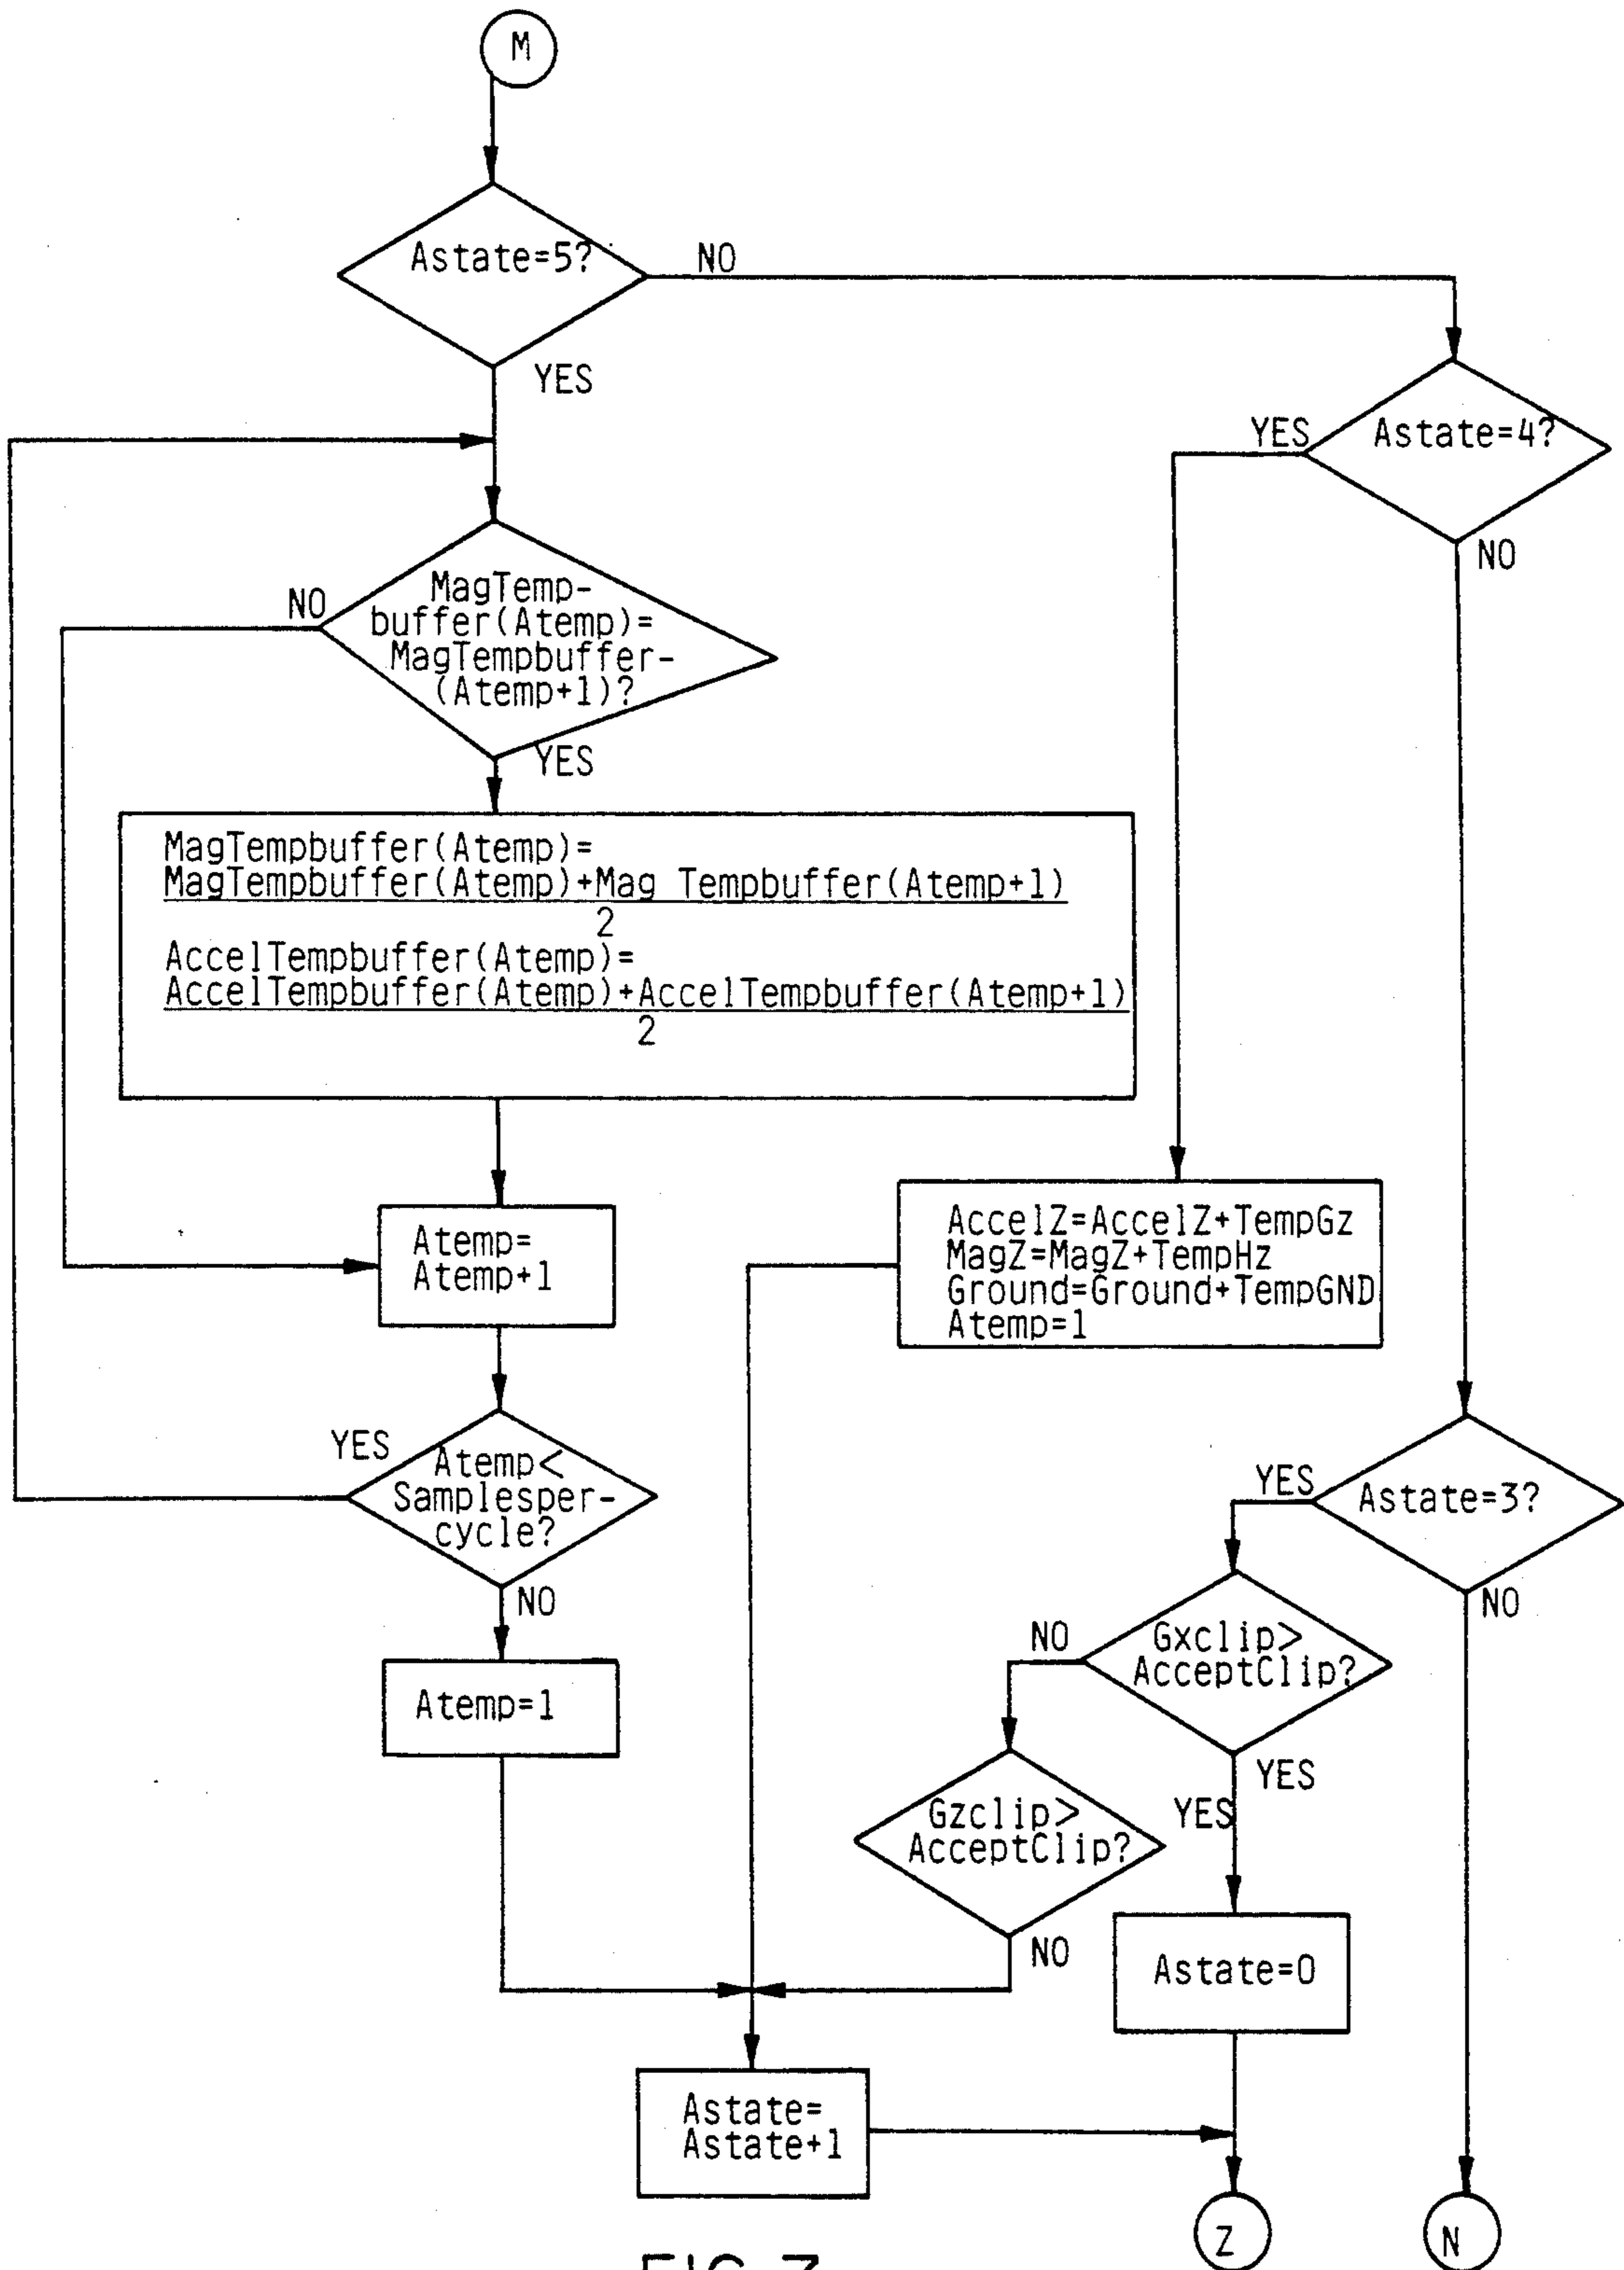 M
Astate=5?
NO
YES
YES
Astate=4?
NO
NO
MagTemp-
buffer(Atemp)=
MagTempbuffer-
(Atemp+1)?
YES
MagTempbuffer(Atemp)=
MagTempbuffer(Atemp)+Mag Tempbuffer(Atemp+1)
2
AccelTempbuffer(Atemp)=
AccelTempbuffer(Atemp)+AccelTempbuffer(Atemp+1)
2
Atemp=
Atemp+1
AccelZ=AccelZ+TempGz
MagZ=MagZ+TempHz
Ground=Ground+TempGND
Atemp=1
YES
Atemp<
Samplesper-
cycle?
NO
YES
Astate=3?
NO
Atemp=1
NO
Gxclip>
AcceptClip?
YES
Gzclip>
AcceptClip?
YES
NO
Astate=0
Astate=
Astate+1
Z
N